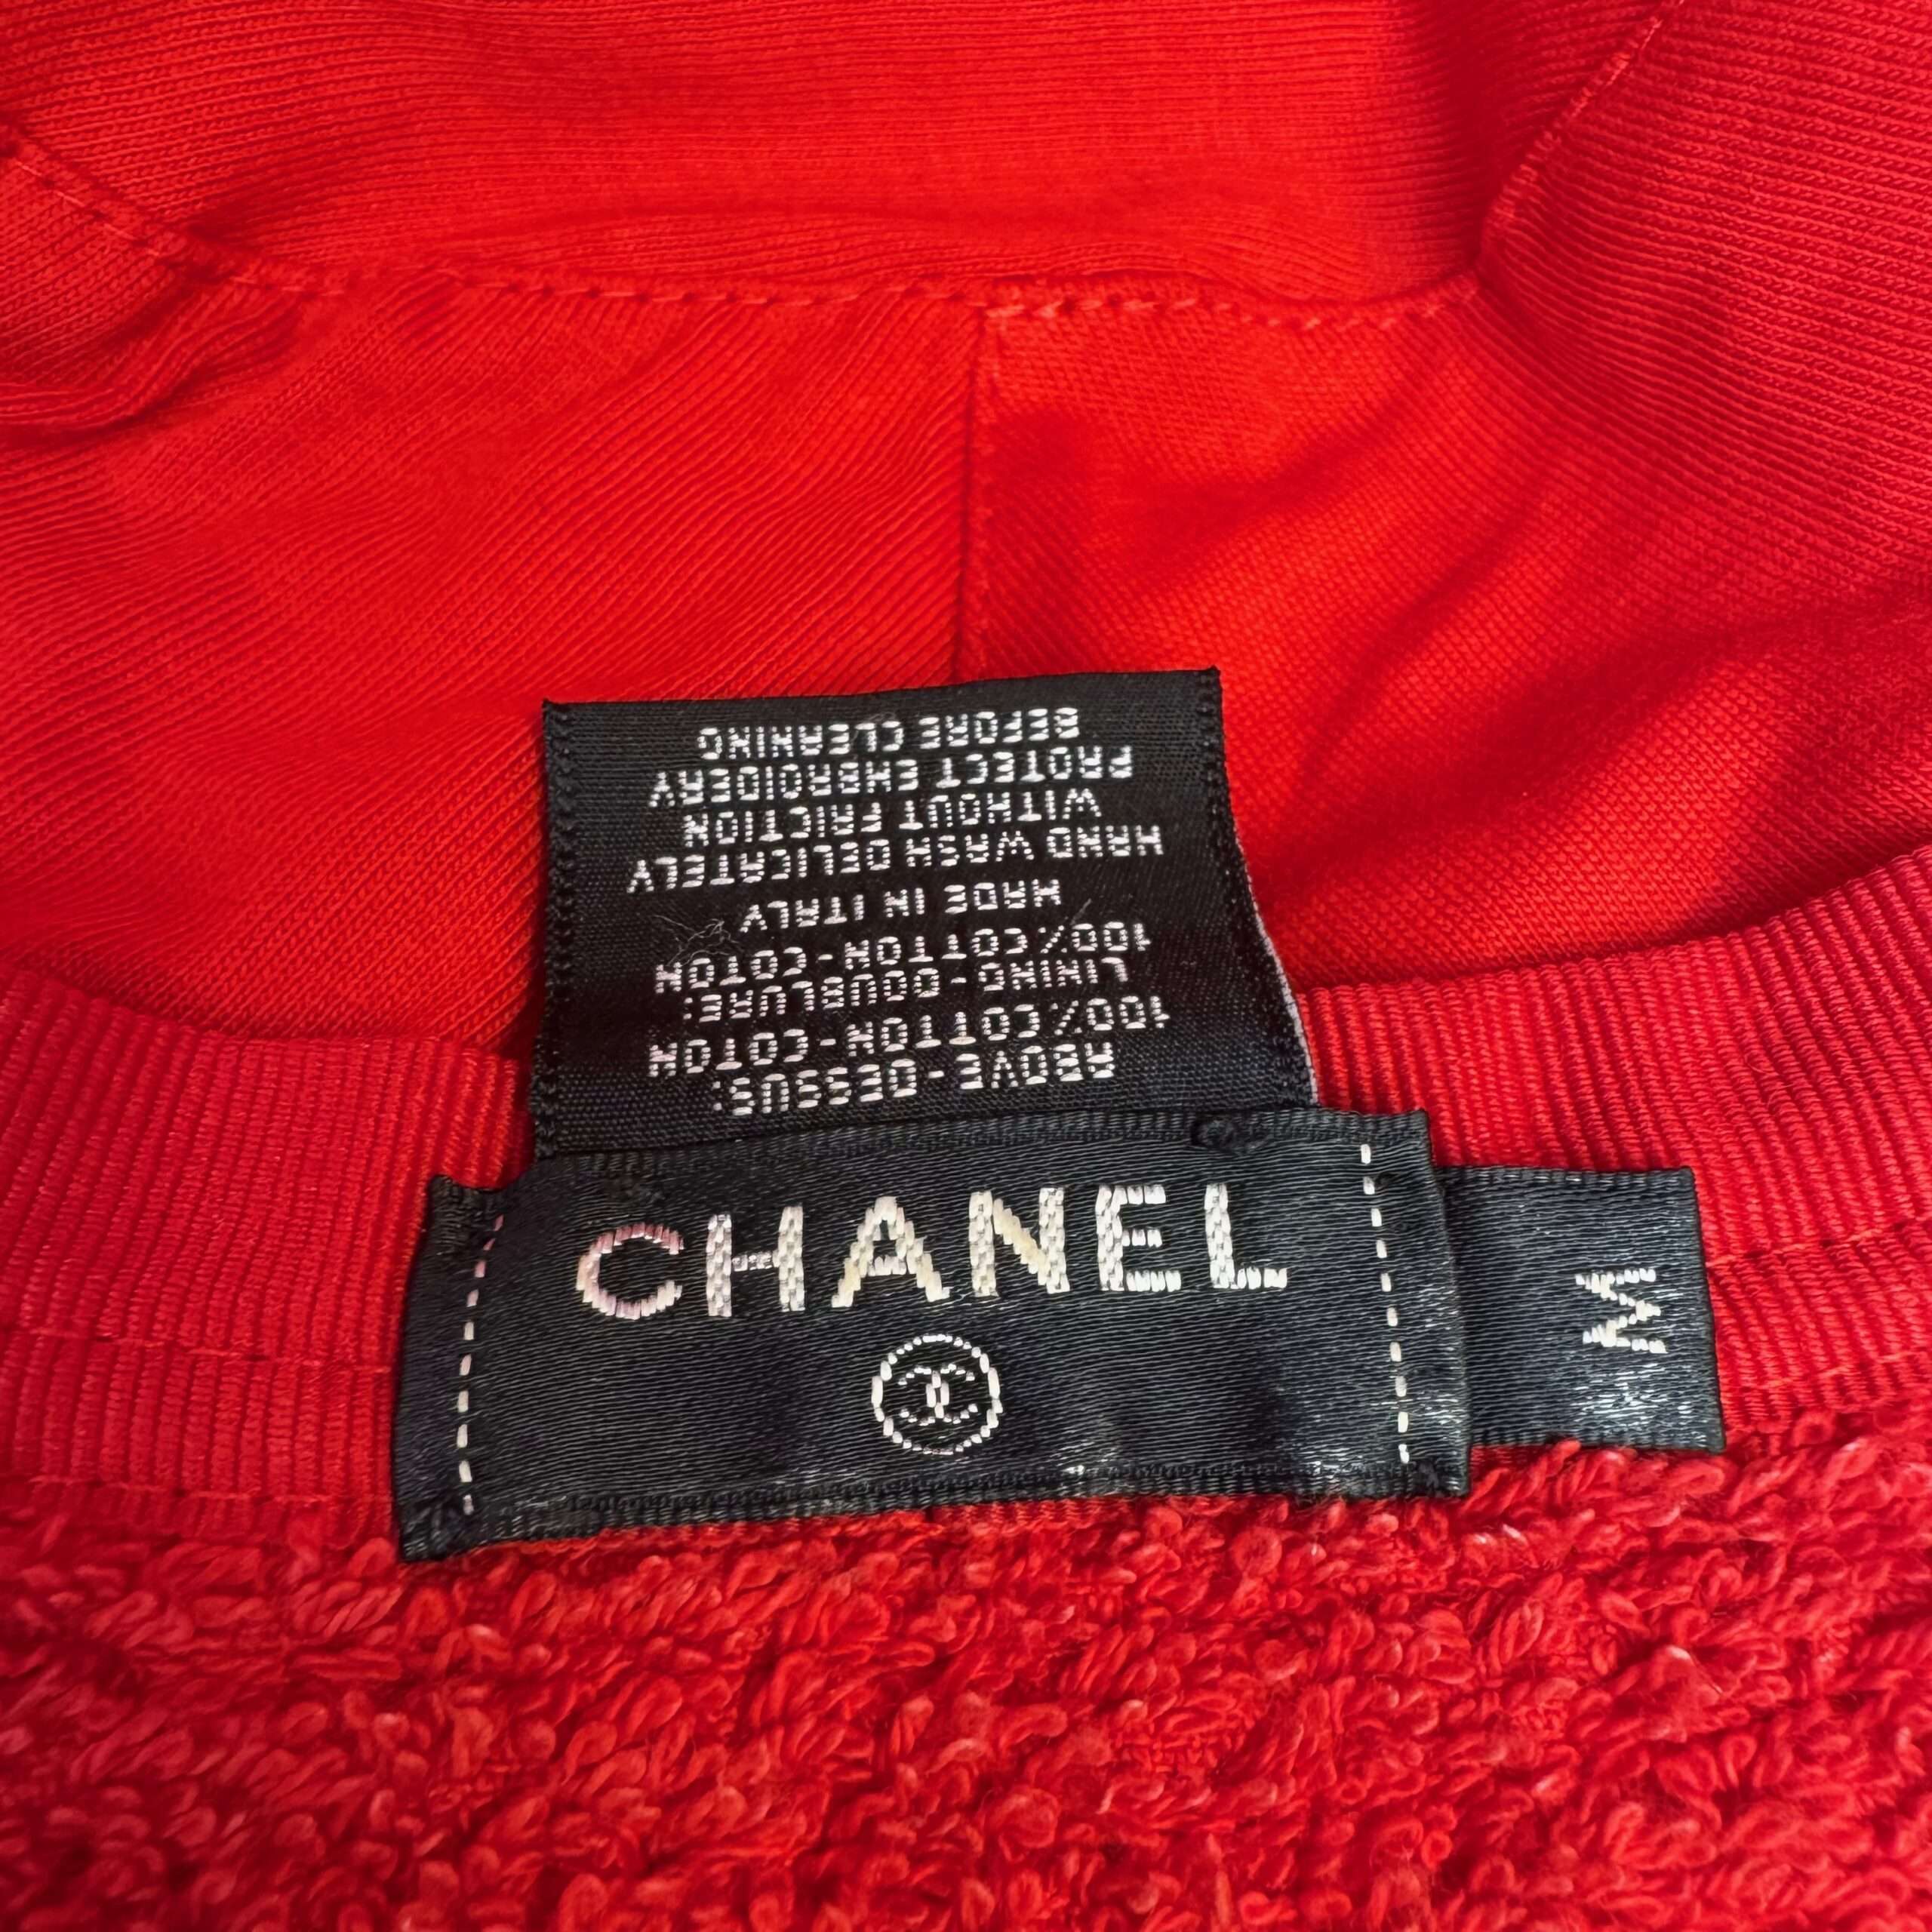 CHANEL
M
ABOVE-DESSUS:
100%COTTON-COTON
LINING-DOUBLURE:
100%COTTON-COTON
MADE IN ITALY
HAND WASH DELICATELY
WITHOUT FRICTION
PROTECT EMBROIDERY
BEFORE CLEANING